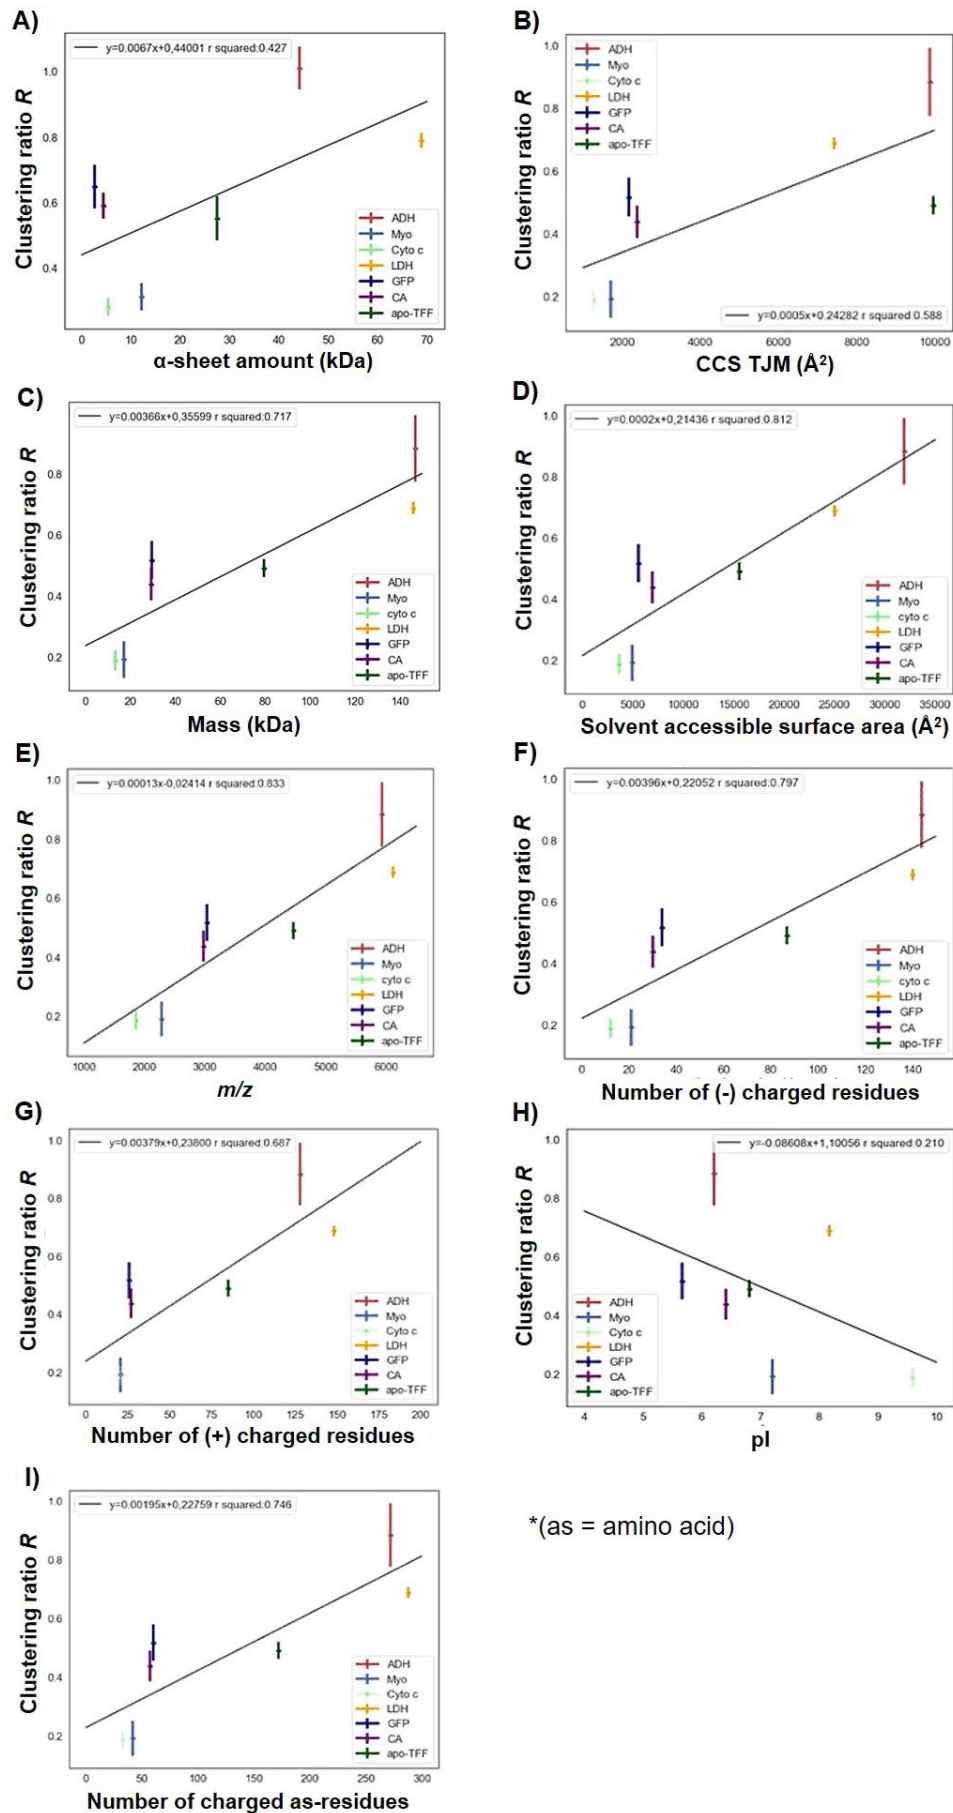 A)
y=0.0067x+0,44001 r squared:0.427
Clustering ratio R
1.0
0.8
0.6
0.4
ADH
Myo
Cyto c
LDH
GFP
CA
apo-TFF
0 10 20 30 40 50 60 70
α-sheet amount (kDa)
B)
ADH
Myo
Cyto c
LDH
GFP
CA
apo-TFF
Clustering ratio R
1.0
0.8
0.6
0.4
0.2
y=0.0005x+0.24282 r squared:0.588
2000 4000 6000 8000 10000
CCS TJM (Å²)
C)
y=0.00366x+0,35599 r squared:0.717
Clustering ratio R
0.8
0.6
0.4
0.2
ADH
Myo
cyto c
LDH
GFP
CA
apo-TFF
0 20 40 60 80 100 120 140
Mass (kDa)
D)
y=0.0002x+0,21436 r squared:0.812
Clustering ratio R
1.0
0.8
0.6
0.4
0.2
ADH
Myo
cyto c
LDH
GFP
CA
apo-TFF
0 5000 10000 15000 20000 25000 30000 35000
Solvent accessible surface area (Å²)
E)
y=0.00013x-0,02414 r squared:0.833
Clustering ratio R
1.0
0.8
0.6
0.4
0.2
ADH
Myo
cyto c
LDH
GFP
CA
apo-TFF
1000 2000 3000 4000 5000 6000
m/z
F)
y=0.00396x+0,22052 r squared:0.797
Clustering ratio R
1.0
0.8
0.6
0.4
0.2
ADH
Myo
cyto c
LDH
GFP
CA
apo-TFF
0 20 40 60 80 100 120 140
Number of (-) charged residues
G)
y=0.00379x+0,23800 r squared:0.687
Clustering ratio R
1.0
0.8
0.6
0.4
0.2
ADH
Myo
Cyto c
LDH
GFP
CA
apo-TFF
0 25 50 75 100 125 150 175 200
Number of (+) charged residues
H)
y=-0.08608x+1,10056 r squared:0.210
Clustering ratio R
1.0
0.8
0.6
0.4
0.2
ADH
Myo
Cyto c
LDH
GFP
CA
apo-TFF
4 5 6 7 8 9 10
pI
I)
y=0.00195x+0,22759 r squared:0.746
Clustering ratio R
1.0
0.8
0.6
0.4
0.2
ADH
Myo
Cyto c
LDH
GFP
CA
apo-TFF
0 50 100 150 200 250 300
Number of charged as-residues
*(as = amino acid)